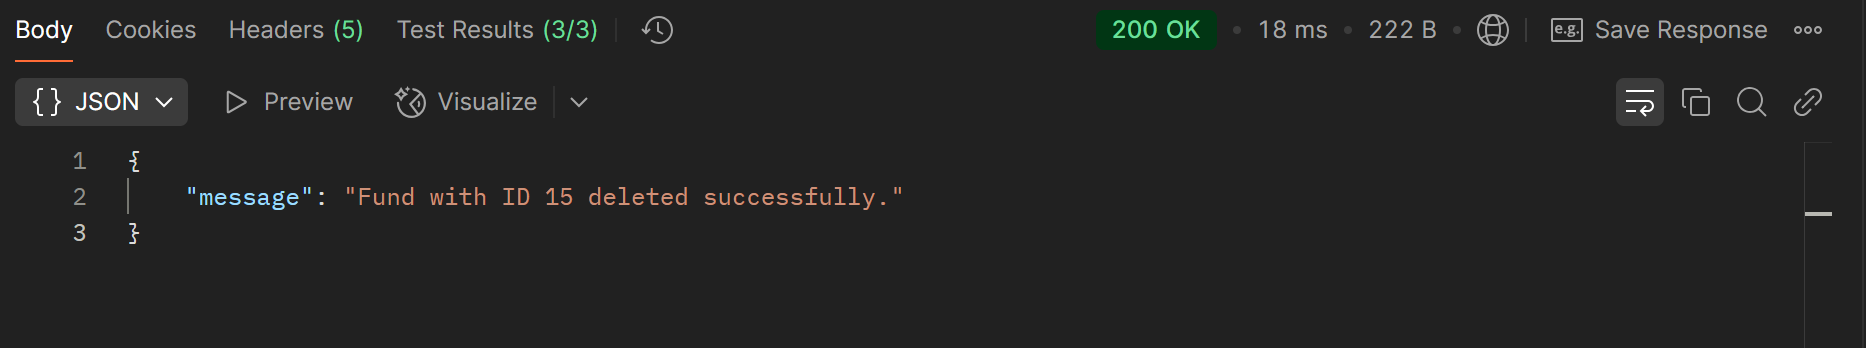 Body Cookies Headers (5) Test Results (3/3) 200 OK • 18 ms • 222 B • e.g. Save Response
{} JSON Preview Visualize
1 {
2 "message": "Fund with ID 15 deleted successfully."
3 }